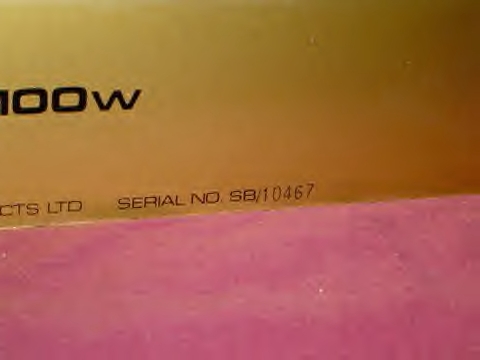 100W
CTS LTD SERIAL NO. SB/10467